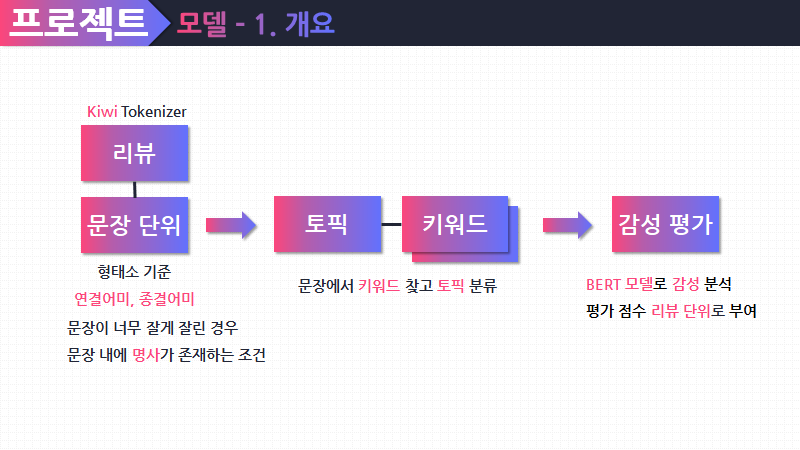 프로젝트
모델 - 1. 개요
Kiwi Tokenizer
리뷰
문장 단위
형태소 기준
연결어미, 종결어미
문장이 너무 잘게 잘린 경우
문장 내에 명사가 존재하는 조건
토픽
키워드
문장에서 키워드 찾고 토픽 분류
감성 평가
BERT 모델로 감성 분석
평가 점수 리뷰 단위로 부여